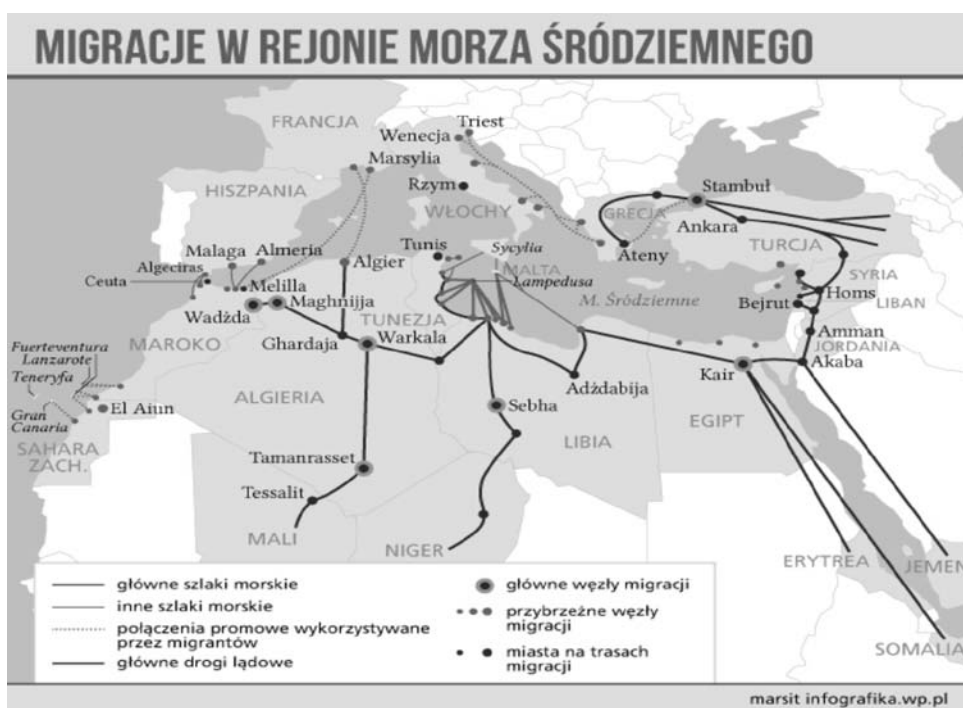 MIGRACJE W REJONIE MORZA ŚRÓDZIEMNEGO
FRANCJA
Triest
Wenecja
Marsylia
HISZPANIA
Rzym
WŁOCHY
Stambuł
GRECJA
Ankara
TURCJA
Malaga
Almeria
Tunis
Sycylia
Ateny
Algeciras
Algier
MALTA
Ceuta
Melilla
Lampedusa
SYRIA
Maghnijja
M. Śródziemne
Bejrut
Homs
LIBAN
Wadżda
TUNEZJA
Amman
MAROKO
Ghardaja
Warkala
JORDANIA
Fuerteventura
Lanzarote
Teneryfa
Kair
Akaba
Adżdabija
ALGIERIA
El Aiun
Sebha
EGIPT
Gran
Canaria
LIBIA
SAHARA
ZACH.
Tamanrasset
Tessalit
MALI
NIGER
ERYTREA
JEMEN
SOMALIA
główne szlaki morskie
inne szlaki morskie
połączenia promowe wykorzystywane
przez migrantów
główne drogi lądowe
główne węzły migracji
przybrzeżne węzły
migracji
miasta na trasach
migracji
marsit infografika.wp.pl